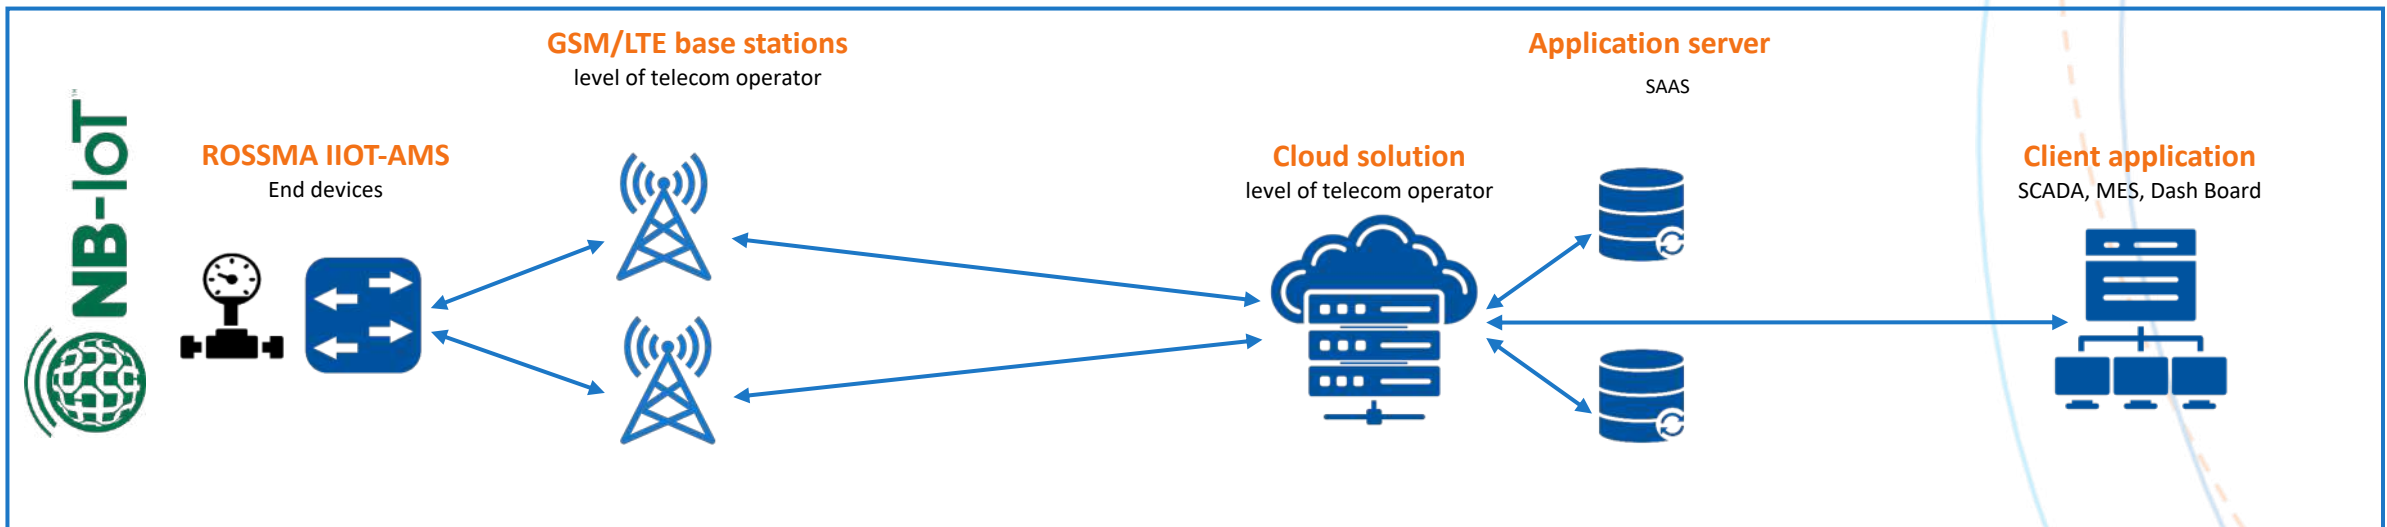 NB-IoT™
ROSSMA IIOT-AMS
End devices
GSM/LTE base stations
level of telecom operator
Cloud solution
level of telecom operator
Application server
SAAS
Client application
SCADA, MES, Dash Board